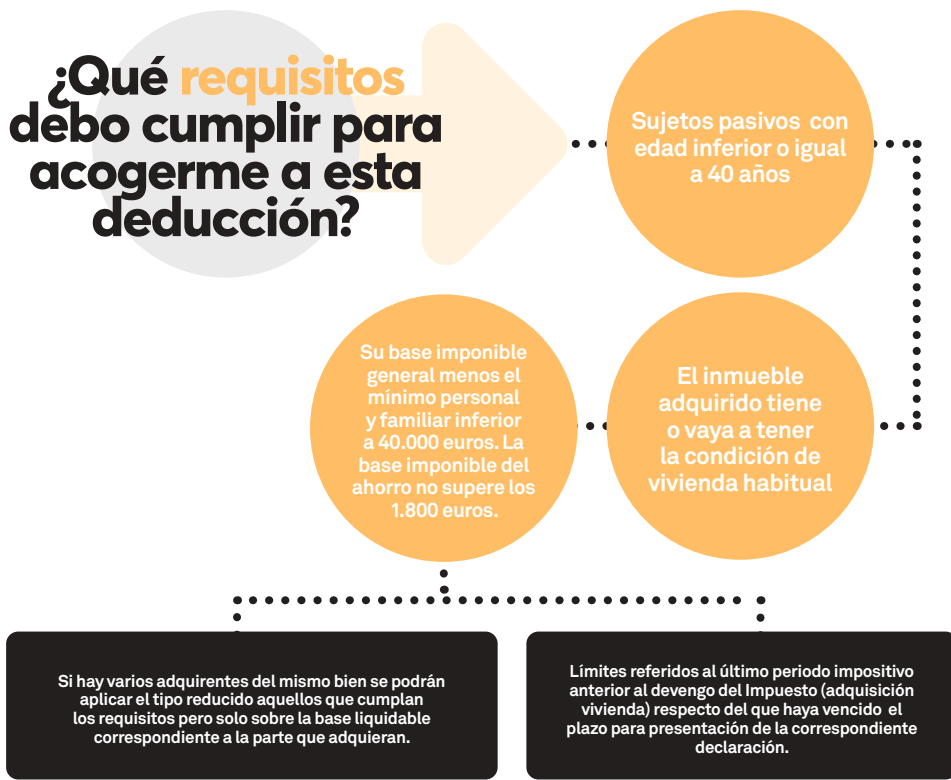 ¿Qué requisitos
debo cumplir para
acogerme a esta
deducción?
Sujetos pasivos con
edad inferior o igual
a 40 años
El inmueble
adquirido tiene
o vaya a tener
la condición de
vivienda habitual
Su base imponible
general menos el
mínimo personal
y familiar inferior
a 40.000 euros. La
base imponible del
ahorro no supere los
1.800 euros.
Si hay varios adquirentes del mismo bien se podrán
aplicar el tipo reducido aquellos que cumplan
los requisitos pero solo sobre la base liquidable
correspondiente a la parte que adquieran.
Límites referidos al último periodo impositivo
anterior al devengo del Impuesto (adquisición
vivienda) respecto del que haya vencido el
plazo para presentación de la correspondiente
declaración.